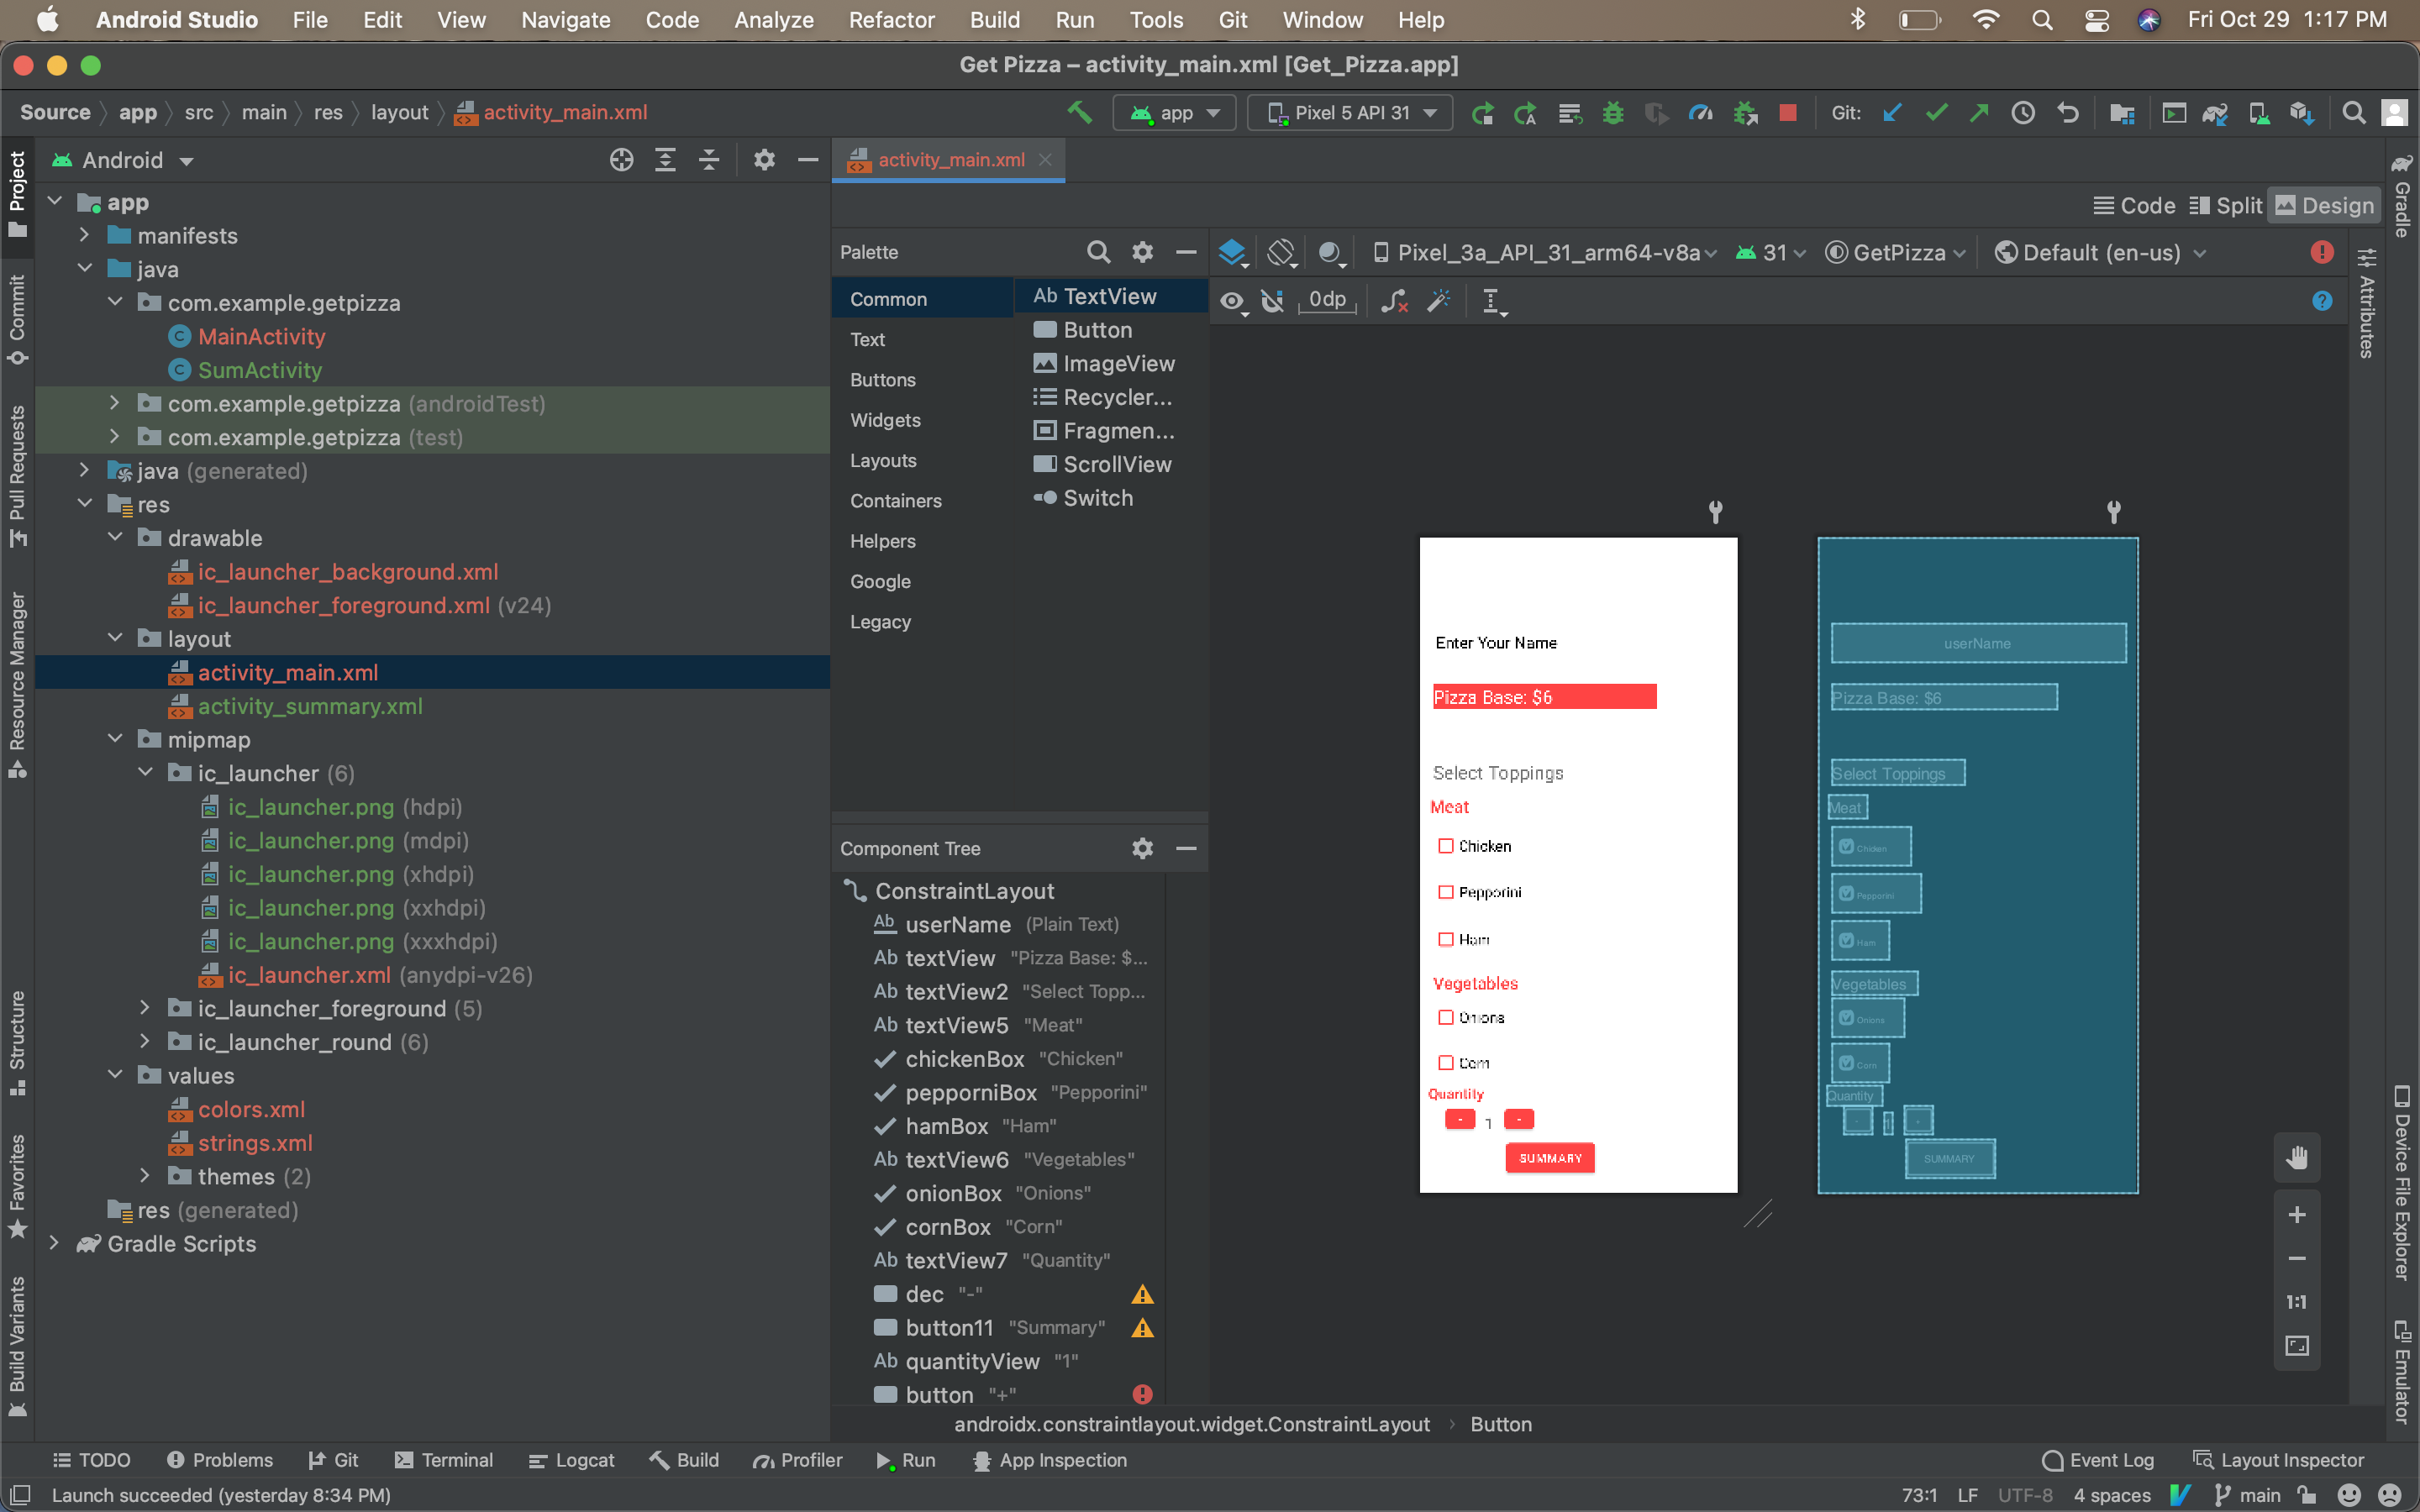 Android Studio File Edit View Navigate Code Analyze Refactor Build Run Tools Git Window Help Fri Oct 29 1:17 PM
Get Pizza – activity_main.xml [Get_Pizza.app]
Source app src main res layout activity_main.xml app Pixel 5 API 31 Git:
Project
Commit
Pull Requests
Resource Manager
Structure
Favorites
Build Variants
Android
app
manifests
java
com.example.getpizza
MainActivity
SumActivity
com.example.getpizza (androidTest)
com.example.getpizza (test)
java (generated)
res
drawable
ic_launcher_background.xml
ic_launcher_foreground.xml (v24)
layout
activity_main.xml
activity_summary.xml
mipmap
ic_launcher (6)
ic_launcher.png (hdpi)
ic_launcher.png (mdpi)
ic_launcher.png (xhdpi)
ic_launcher.png (xxhdpi)
ic_launcher.png (xxxhdpi)
ic_launcher.xml (anydpi-v26)
ic_launcher_foreground (5)
ic_launcher_round (6)
values
colors.xml
strings.xml
themes (2)
res (generated)
Gradle Scripts
activity_main.xml
Code Split Design
Palette
Common
Text
Buttons
Widgets
Layouts
Containers
Helpers
Google
Legacy
Ab TextView
Button
ImageView
Recycler...
Fragmen...
ScrollView
Switch
Pixel_3a_API_31_arm64-v8a 31 GetPizza Default (en-us)
0dp
Component Tree
ConstraintLayout
Ab userName (Plain Text)
Ab textView "Pizza Base: $...
Ab textView2 "Select Topp...
Ab textView5 "Meat"
chickenBox "Chicken"
pepporniBox "Pepporini"
hamBox "Ham"
Ab textView6 "Vegetables"
onionBox "Onions"
cornBox "Corn"
Ab textView7 "Quantity"
dec "-"
button11 "Summary"
Ab quantityView "1"
button "+"
Enter Your Name
Pizza Base: $6
Select Toppings
Meat
Chicken
Pepporini
Ham
Vegetables
Onions
Corn
Quantity
- 1 -
SUMMARY
userName
Pizza Base: $6
Select Toppings
Meat
Chicken
Pepporini
Ham
Vegetables
Onions
Corn
Quantity
1
SUMMARY
1:1
Gradle
Attributes
Device File Explorer
Emulator
androidx.constraintlayout.widget.ConstraintLayout Button
TODO Problems Git Terminal Logcat Build Profiler Run App Inspection Event Log Layout Inspector
Launch succeeded (yesterday 8:34 PM) 73:1 LF UTF-8 4 spaces main